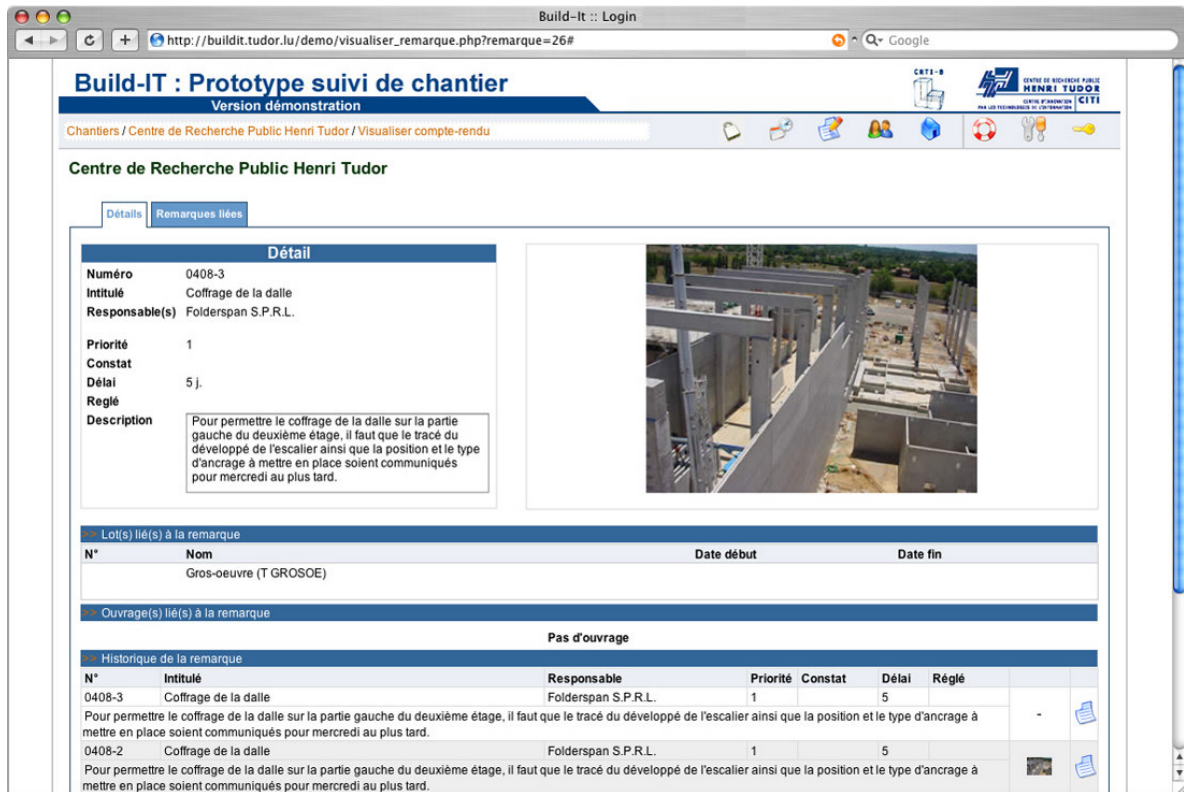 Build-It :: Login
http://buildit.tudor.lu/demo/visualiser_remarque.php?remarque=26#
Google
Build-IT : Prototype suivi de chantier
Version démonstration
CRTI-B
CENTRE DE RECHERCHE PUBLIC
HENRI TUDOR
CENTRE D'INNOVATION
PAR LES TECHNOLOGIES DE L'INFORMATION
CITI
Chantiers / Centre de Recherche Public Henri Tudor / Visualiser compte-rendu
Centre de Recherche Public Henri Tudor
Détails
Remarques liées
Détail
Numéro 0408-3
Intitulé Coffrage de la dalle
Responsable(s) Folderspan S.P.R.L.
Priorité 1
Constat
Délai 5 j.
Reglé
Description
Pour permettre le coffrage de la dalle sur la partie
gauche du deuxième étage, il faut que le tracé du
développé de l'escalier ainsi que la position et le type
d'ancrage à mettre en place soient communiqués
pour mercredi au plus tard.
>> Lot(s) lié(s) à la remarque
N° Nom Date début Date fin
Gros-oeuvre (T GROSOE)
>> Ouvrage(s) lié(s) à la remarque
Pas d'ouvrage
>> Historique de la remarque
N° Intitulé Responsable Priorité Constat Délai Réglé
0408-3 Coffrage de la dalle Folderspan S.P.R.L. 1 5
Pour permettre le coffrage de la dalle sur la partie gauche du deuxième étage, il faut que le tracé du développé de l'escalier ainsi que la position et le type d'ancrage à
mettre en place soient communiqués pour mercredi au plus tard.
-
0408-2 Coffrage de la dalle Folderspan S.P.R.L. 1 5
Pour permettre le coffrage de la dalle sur la partie gauche du deuxième étage, il faut que le tracé du développé de l'escalier ainsi que la position et le type d'ancrage à
mettre en place soient communiqués pour mercredi au plus tard.